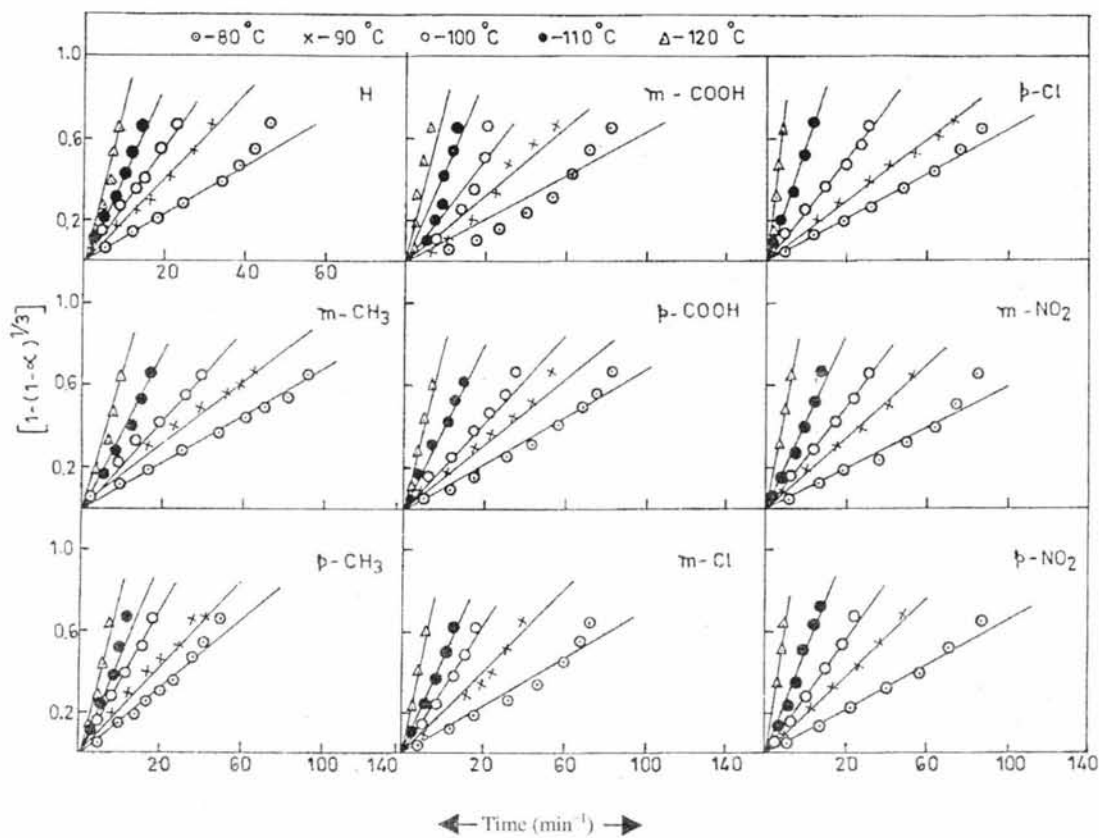 ⊙-80 °C ×-90 °C ○-100 °C ●-110 °C △-120 °C
1.0 H m-COOH p-Cl
0.6
0.2
20 40 60
1.0 m-CH₃ p-COOH m-NO₂
0.6
0.2
[1-(1-α)^1/3]
1.0 p-CH₃ m-Cl p-NO₂
0.6
0.2
20 60 100 140 20 60 100 140 20 60 100 140
Time (min⁻¹)